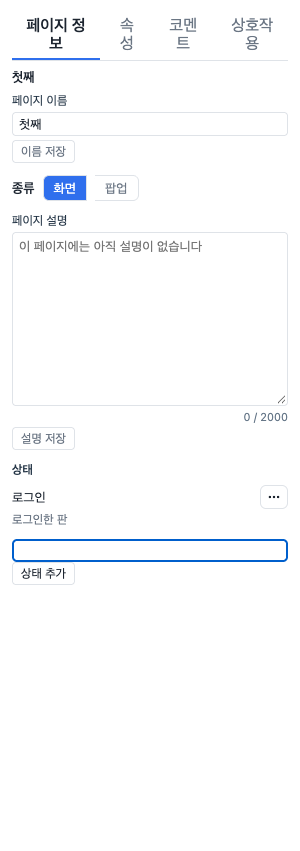 페이지 정
보
속
성
코멘
트
상호작
용
첫째
페이지 이름
첫째
이름 저장
종류 화면 팝업
페이지 설명
이 페이지에는 아직 설명이 없습니다
0 / 2000
설명 저장
상태
로그인 ...
로그인한 판
상태 추가